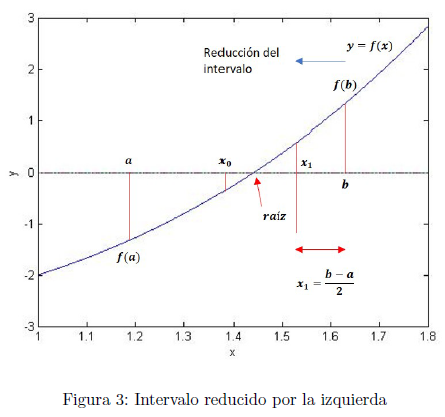 3
Reducción del
intervalo
y = f(x)
2
f(b)
1
a
x₀
x₁
y
0
raíz
b
-1
f(a)
-2
x₁ = (b − a)/2
-3
1 1.1 1.2 1.3 1.4 1.5 1.6 1.7 1.8
x
Figura 3: Intervalo reducido por la izquierda